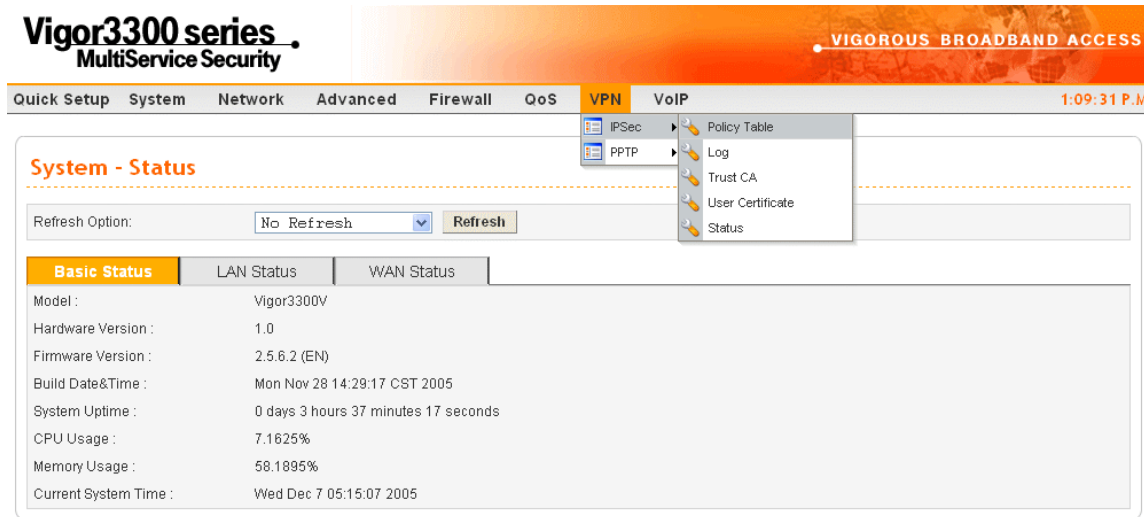 Vigor3300 series
MultiService Security
VIGOROUS BROADBAND ACCESS
Quick Setup System Network Advanced Firewall QoS VPN VoIP 1:09:31 P.M
IPSec Policy Table
PPTP Log
Trust CA
User Certificate
Status
System - Status
Refresh Option: No Refresh Refresh
Basic Status LAN Status WAN Status
Model : Vigor3300V
Hardware Version : 1.0
Firmware Version : 2.5.6.2 (EN)
Build Date&Time : Mon Nov 28 14:29:17 CST 2005
System Uptime : 0 days 3 hours 37 minutes 17 seconds
CPU Usage : 7.1625%
Memory Usage : 58.1895%
Current System Time : Wed Dec 7 05:15:07 2005